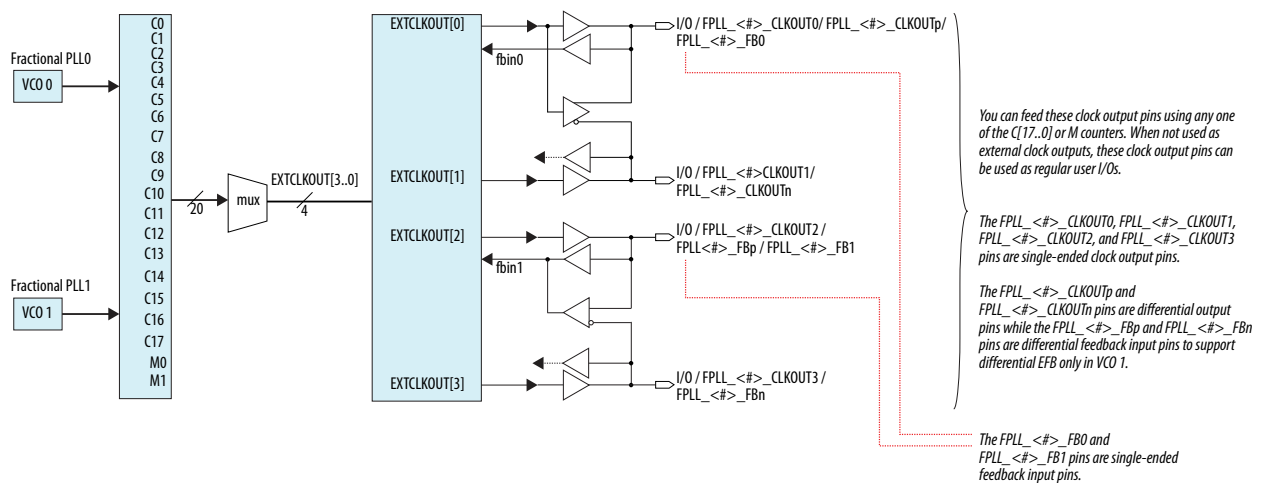 Fractional PLL0
VCO 0
Fractional PLL1
VCO 1
C0
C1
C2
C3
C4
C5
C6
C7
C8
C9
C10
C11
C12
C13
C14
C15
C16
C17
M0
M1
20
mux
EXTCLKOUT[3..0]
4
EXTCLKOUT[0]
fbin0
EXTCLKOUT[1]
EXTCLKOUT[2]
fbin1
EXTCLKOUT[3]
I/O / FPLL_<#>_CLKOUT0/ FPLL_<#>_CLKOUTp/
FPLL_<#>_FB0
I/O / FPLL_<#>CLKOUT1/
FPLL_<#>_CLKOUTn
I/O / FPLL_<#>_CLKOUT2 /
FPLL<#>_FBp / FPLL_<#>_FB1
I/O / FPLL_<#>_CLKOUT3 /
FPLL_<#>_FBn
You can feed these clock output pins using any one
of the C[17..0] or M counters. When not used as
external clock outputs, these clock output pins can
be used as regular user I/Os.
The FPLL_<#>_CLKOUT0, FPLL_<#>_CLKOUT1,
FPLL_<#>_CLKOUT2, and FPLL_<#>_CLKOUT3
pins are single-ended clock output pins.
The FPLL_<#>_CLKOUTp and
FPLL_<#>_CLKOUTn pins are differential output
pins while the FPLL_<#>_FBp and FPLL_<#>_FBn
pins are differential feedback input pins to support
differential EFB only in VCO 1.
The FPLL_<#>_FB0 and
FPLL_<#>_FB1 pins are single-ended
feedback input pins.